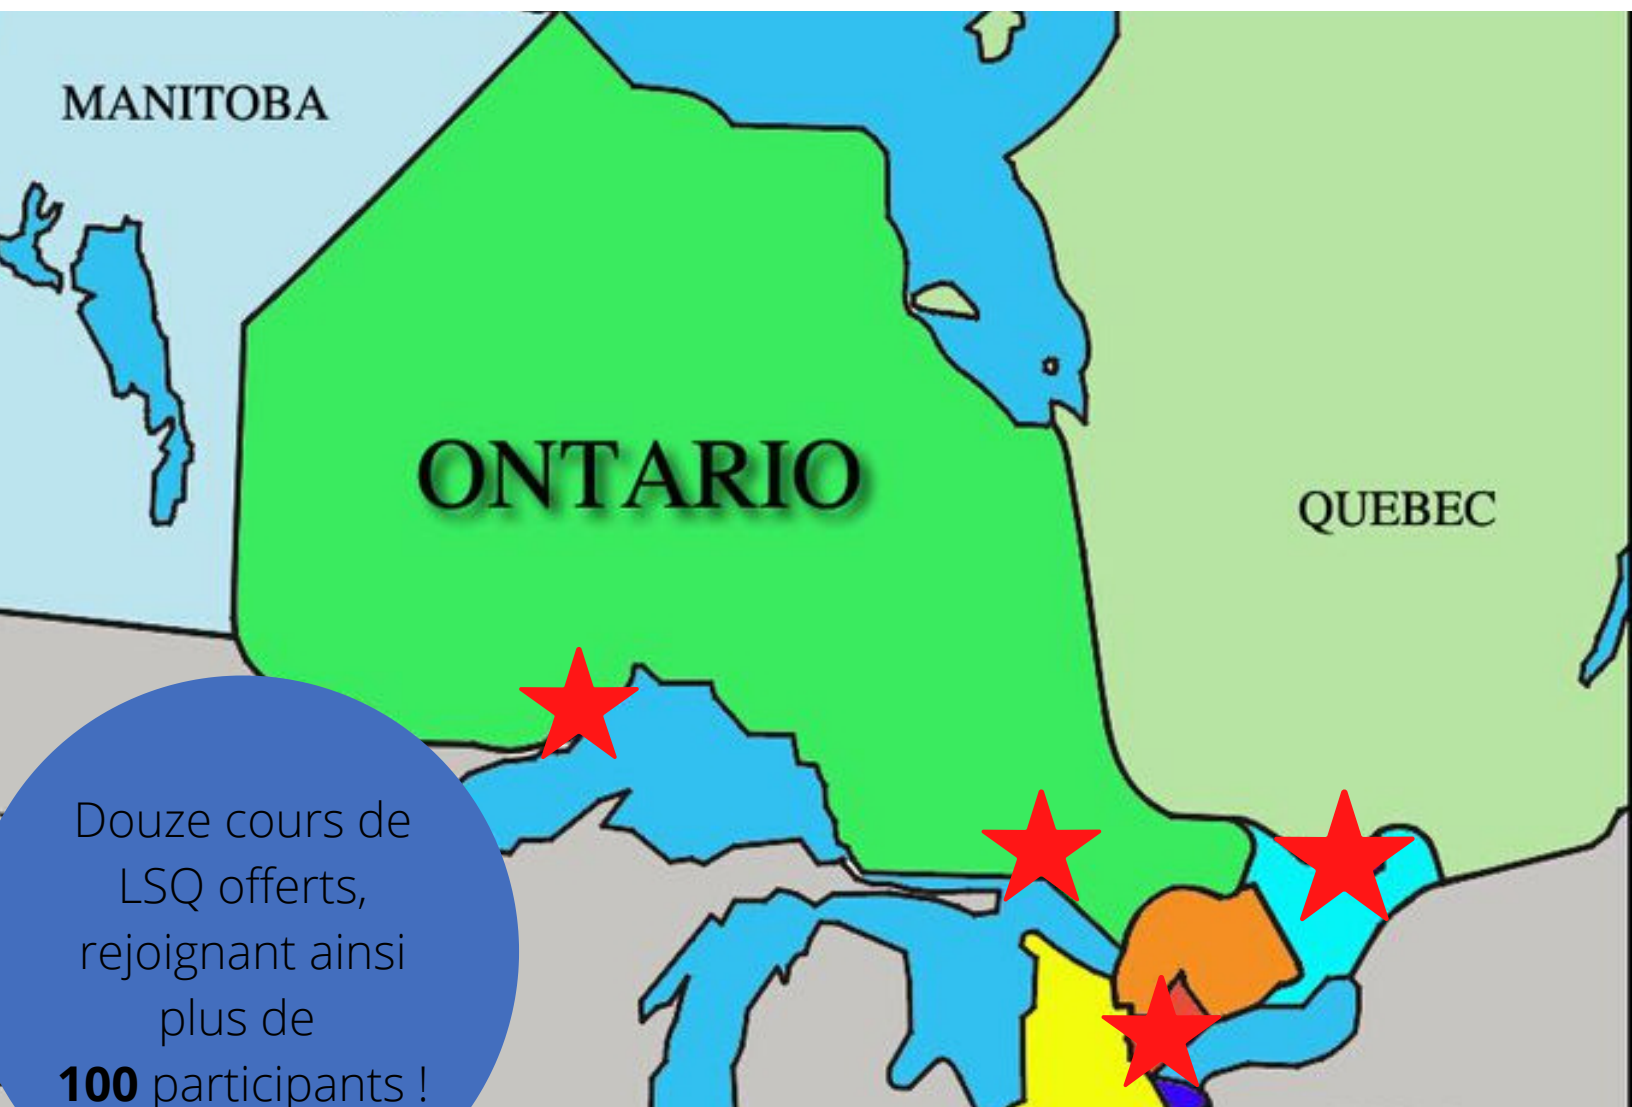 MANITOBA
ONTARIO
QUEBEC
Douze cours de
LSQ offerts,
rejoignant ainsi
plus de
100 participants !